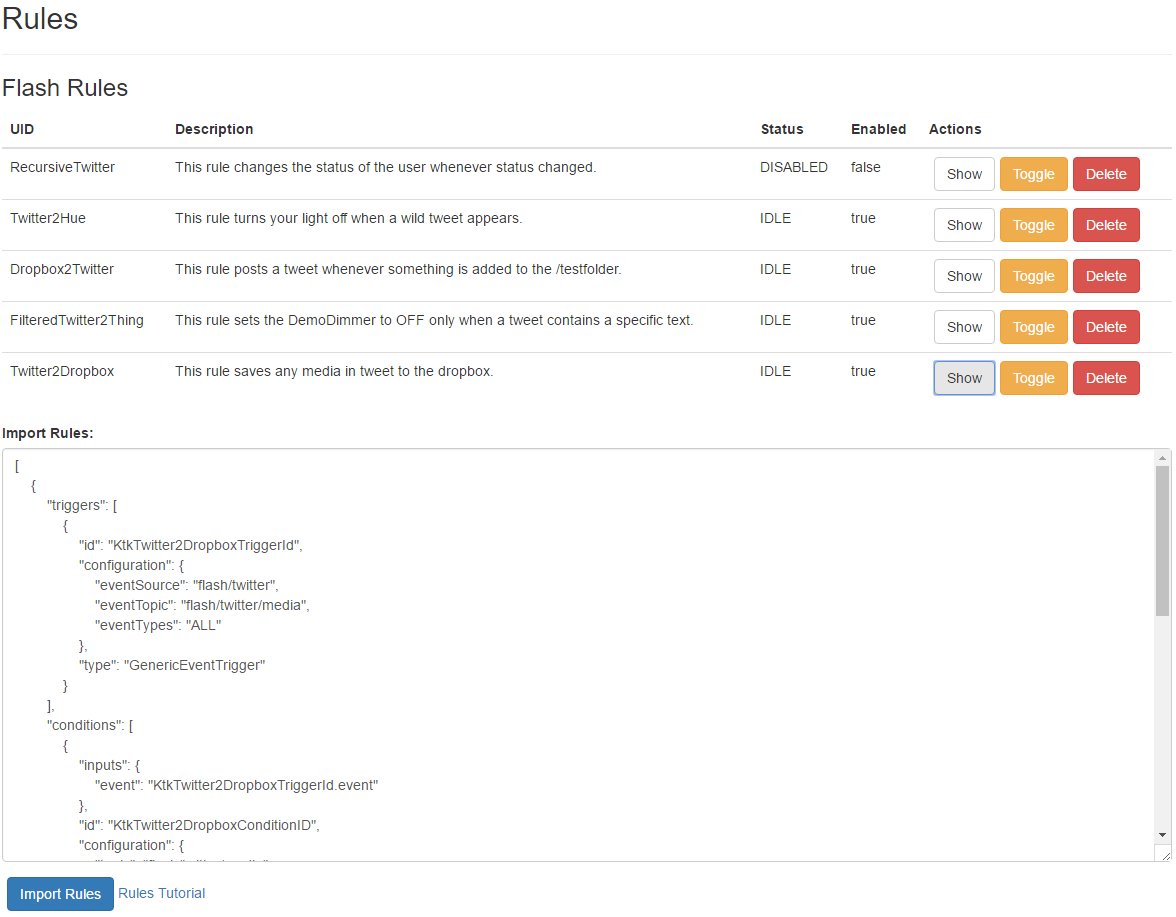 Rules
Flash Rules
UID Description Status Enabled Actions
RecursiveTwitter This rule changes the status of the user whenever status changed. DISABLED false Show Toggle Delete
Twitter2Hue This rule turns your light off when a wild tweet appears. IDLE true Show Toggle Delete
Dropbox2Twitter This rule posts a tweet whenever something is added to the /testfolder. IDLE true Show Toggle Delete
FilteredTwitter2Thing This rule sets the DemoDimmer to OFF only when a tweet contains a specific text. IDLE true Show Toggle Delete
Twitter2Dropbox This rule saves any media in tweet to the dropbox. IDLE true Show Toggle Delete
Import Rules:
[
{
"triggers": [
{
"id": "KtkTwitter2DropboxTriggerId",
"configuration": {
"eventSource": "flash/twitter",
"eventTopic": "flash/twitter/media",
"eventTypes": "ALL"
},
"type": "GenericEventTrigger"
}
],
"conditions": [
{
"inputs": {
"event": "KtkTwitter2DropboxTriggerId.event"
},
"id": "KtkTwitter2DropboxConditionID",
"configuration": {
Import Rules Rules Tutorial